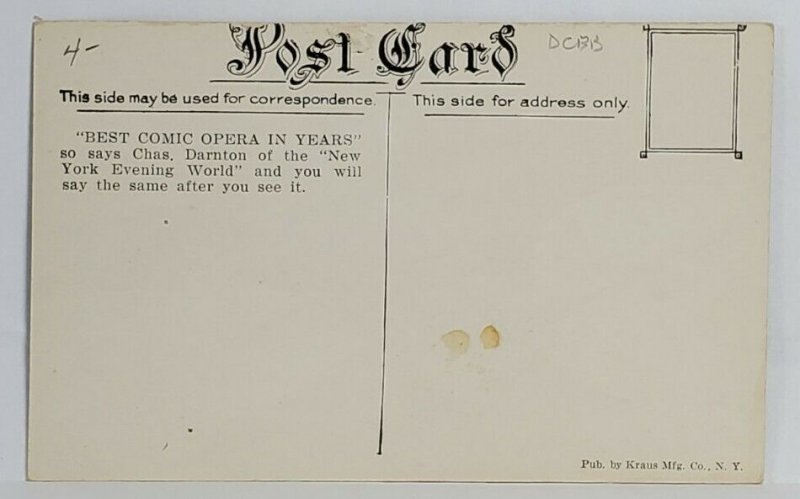 4-
Post Card
DC1313
This side may be used for correspondence.
This side for address only.
"BEST COMIC OPERA IN YEARS"
so says Chas. Darnton of the "New
York Evening World" and you will
say the same after you see it.
Pub. by Kraus Mfg. Co., N. Y.